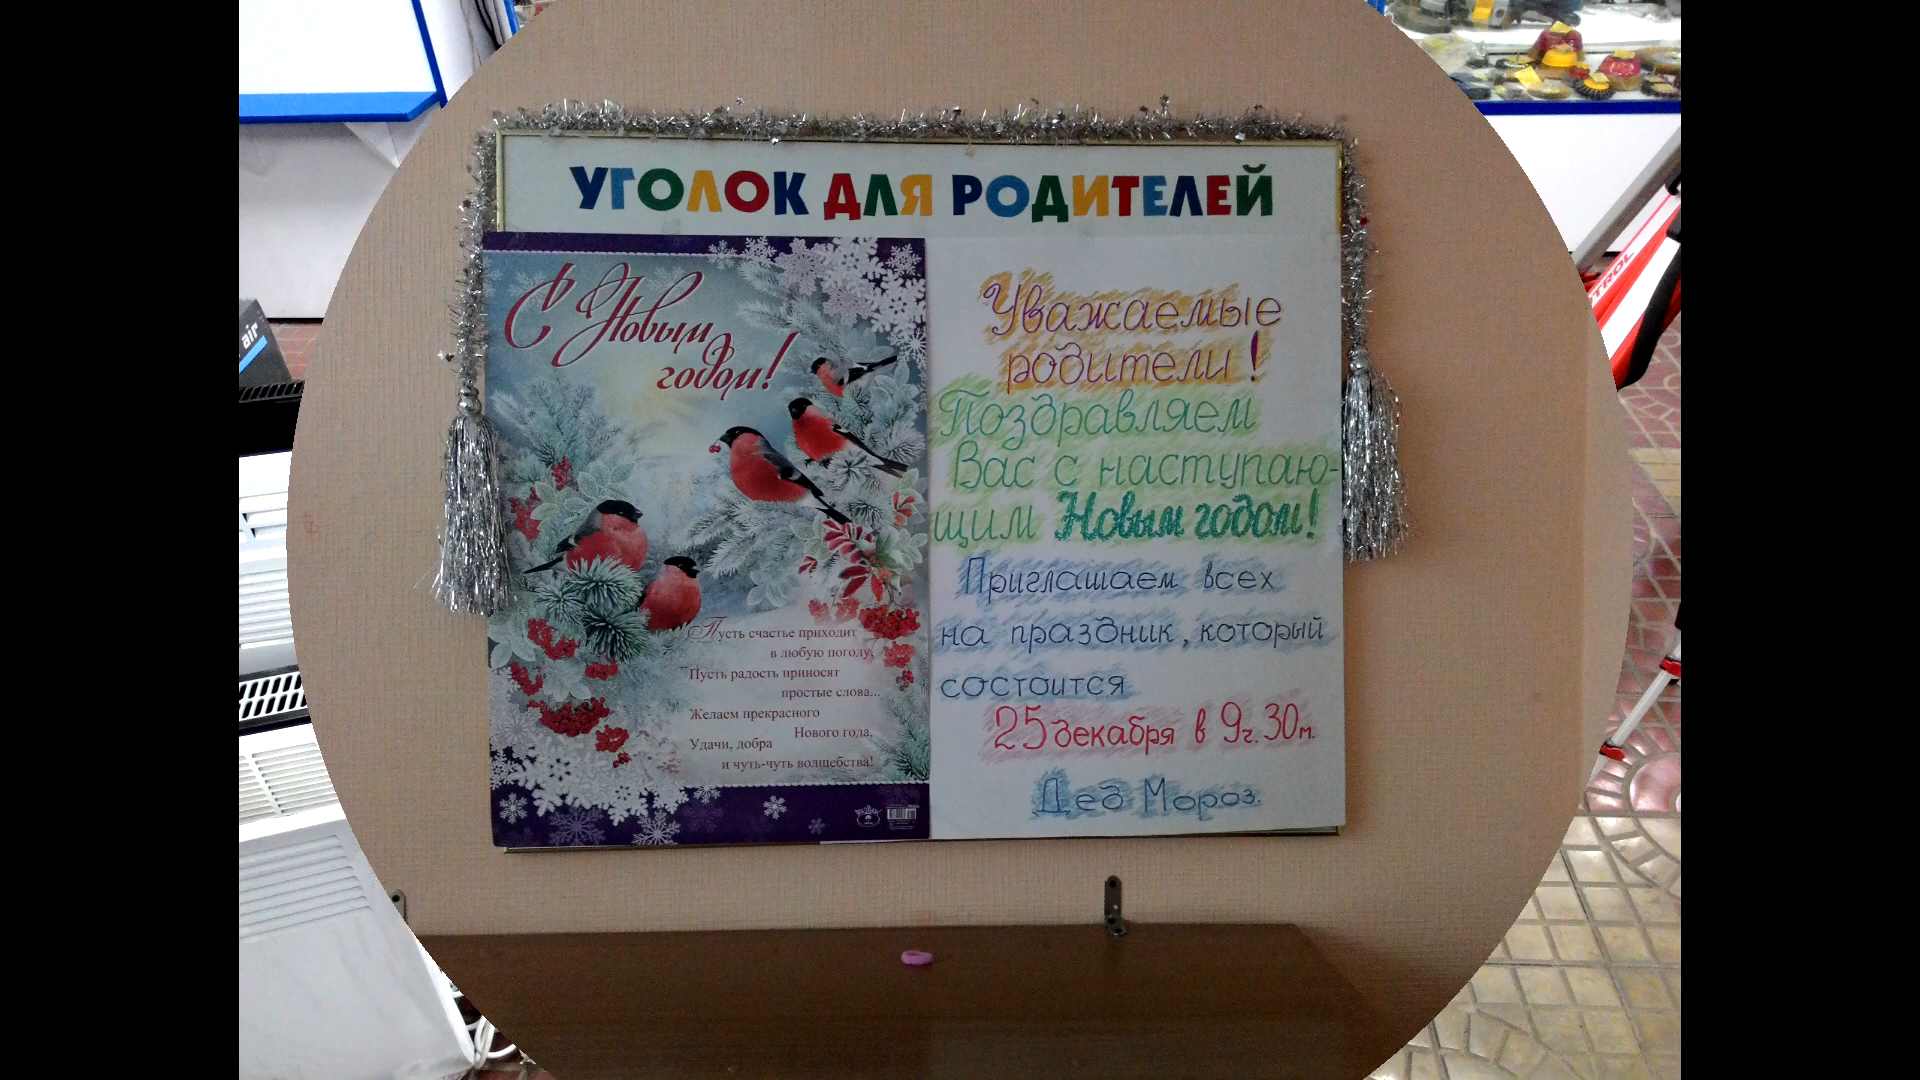 УГОЛОК ДЛЯ РОДИТЕЛЕЙ
С Новым
годом!
Пусть счастье приходит
в любую погоду,
Пусть радость приносят
простые слова...
Желаем прекрасного
Нового года,
Удачи, добра
и чуть-чуть волшебства!
Уважаемые
родители!
Поздравляем
Вас с наступаю-
щим Новым годом!
Приглашаем всех
на праздник, который
состоится
25 декабря в 9ч. 30м.
Дед Мороз.
air
TROL